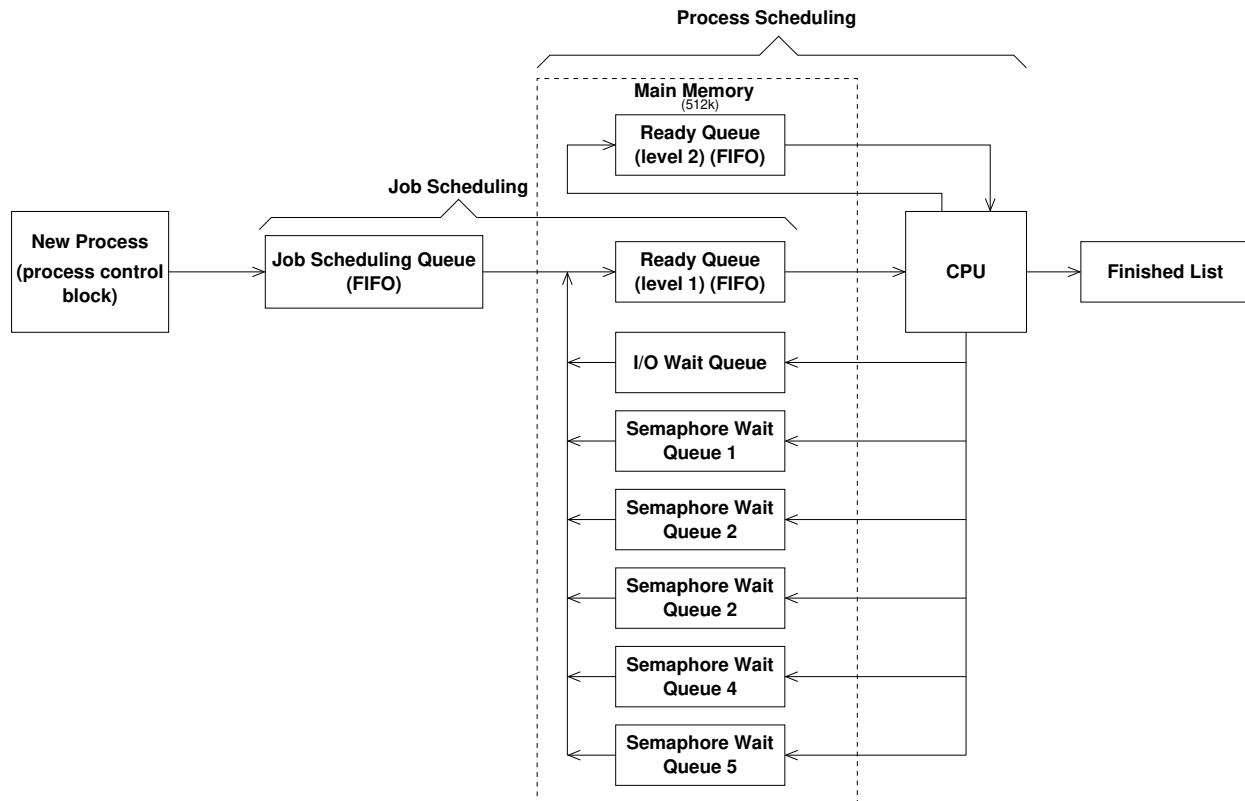 Process Scheduling
Main Memory
(512k)
Ready Queue
(level 2) (FIFO)
Job Scheduling
New Process
(process control
block)
Job Scheduling Queue
(FIFO)
Ready Queue
(level 1) (FIFO)
CPU
Finished List
I/O Wait Queue
Semaphore Wait
Queue 1
Semaphore Wait
Queue 2
Semaphore Wait
Queue 2
Semaphore Wait
Queue 4
Semaphore Wait
Queue 5